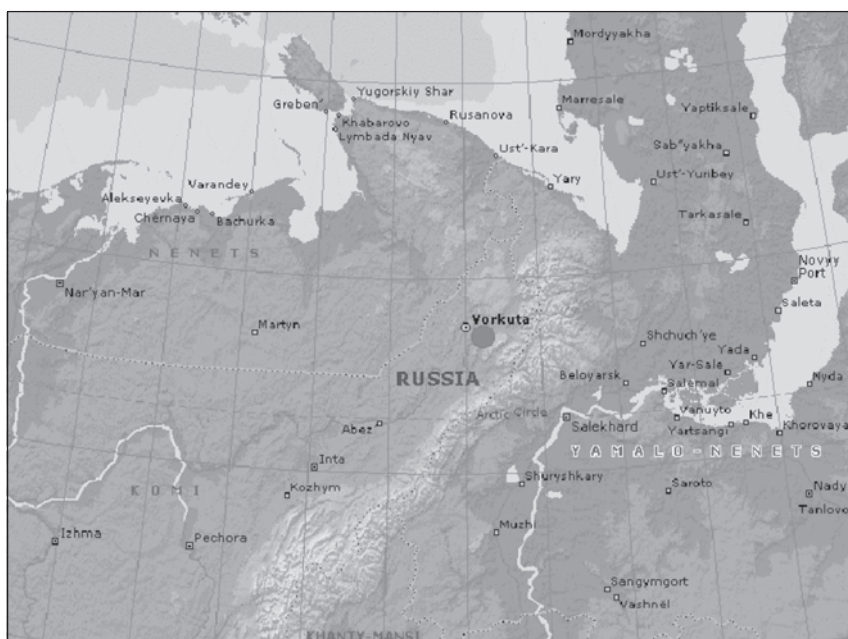 Mordyyakha
Yugorskiy Shar
Greben'
Marresale
Yaptiksale
Khabarovo
Rusanova
Lymbada Nyav
Ust'-Kara
Sab"yakha
Varandey
Yary
Ust'-Yuribey
Alekseyevka
Chernaya
Bachurka
Tarkasale
NENETS
Novyy
Port
Nar'yan-Mar
Saleta
Martyn
Vorkuta
Shchuch'ye
Yada
Yar-Sale
RUSSIA
Beloyarsk
Salemal
Nyda
Arctic Circle
Vanuyto
Khe
Abez
Salekhard
Yartsangi
Khorovaya
YAMALO-NENETS
Inta
KOMI
Kozhym
Shuryshkary
Saroto
Nady
Tanlovo
Izhma
Pechora
Muzhi
Sangymgort
Vashnël
KHANTY-MANSI